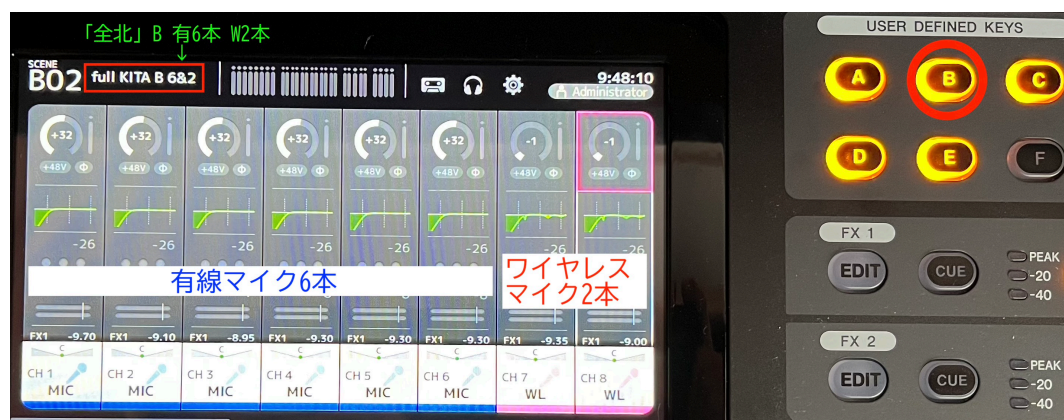 「全北」B 有6本 W2本
↓
SCENE
B02 full KITA B 6&2
9:48:10
Administrator
+32 +32 +32 +32 +32 +32 -1 -1
+48V Φ +48V Φ +48V Φ +48V Φ +48V Φ +48V Φ +48V Φ +48V Φ
-26 -26 -26 -26 -26 -26 -26 -26
有線マイク6本
ワイヤレス
マイク2本
FX1 -9.70 FX1 -9.10 FX1 -8.95 FX1 -9.30 FX1 -9.30 FX1 -9.30 FX1 -9.35 FX1 -9.00
C C C C C C C C
CH 1 CH 2 CH 3 CH 4 CH 5 CH 6 CH 7 CH 8
MIC MIC MIC MIC MIC MIC WL WL
USER DEFINED KEYS
A B C
D E F
FX 1
EDIT CUE
PEAK
-20
-40
FX 2
EDIT CUE
PEAK
-20
-40